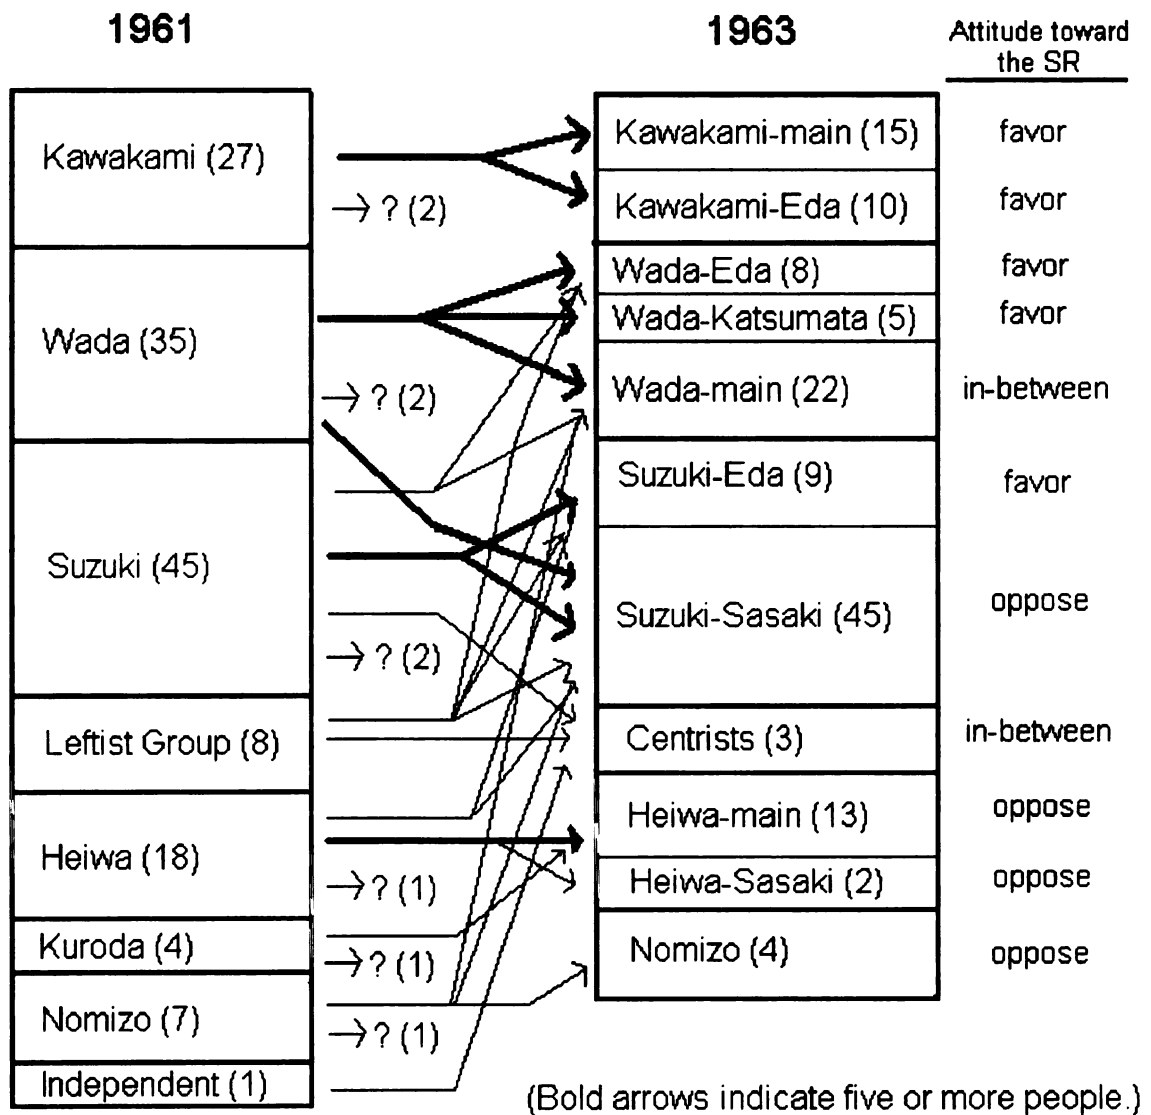 1961
1963
Attitude toward
the SR
Kawakami (27)
→ ? (2)
Wada (35)
→ ? (2)
Suzuki (45)
→ ? (2)
Leftist Group (8)
Heiwa (18)
→ ? (1)
Kuroda (4)
→ ? (1)
Nomizo (7)
→ ? (1)
Independent (1)
Kawakami-main (15)
favor
Kawakami-Eda (10)
favor
Wada-Eda (8)
favor
Wada-Katsumata (5)
favor
Wada-main (22)
in-between
Suzuki-Eda (9)
favor
Suzuki-Sasaki (45)
oppose
Centrists (3)
in-between
Heiwa-main (13)
oppose
Heiwa-Sasaki (2)
oppose
Nomizo (4)
oppose
(Bold arrows indicate five or more people.)